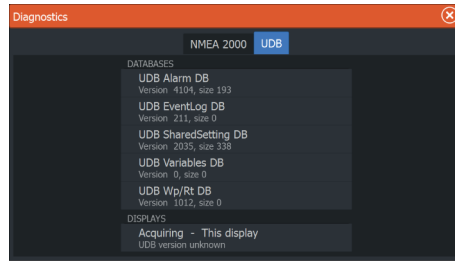 Diagnostics
NMEA 2000 UDB
DATABASES
UDB Alarm DB
Version 4104, size 193
UDB EventLog DB
Version 211, size 0
UDB SharedSetting DB
Version 2035, size 338
UDB Variables DB
Version 0, size 0
UDB Wp/Rt DB
Version 1012, size 0
DISPLAYS
Acquiring - This display
UDB version unknown